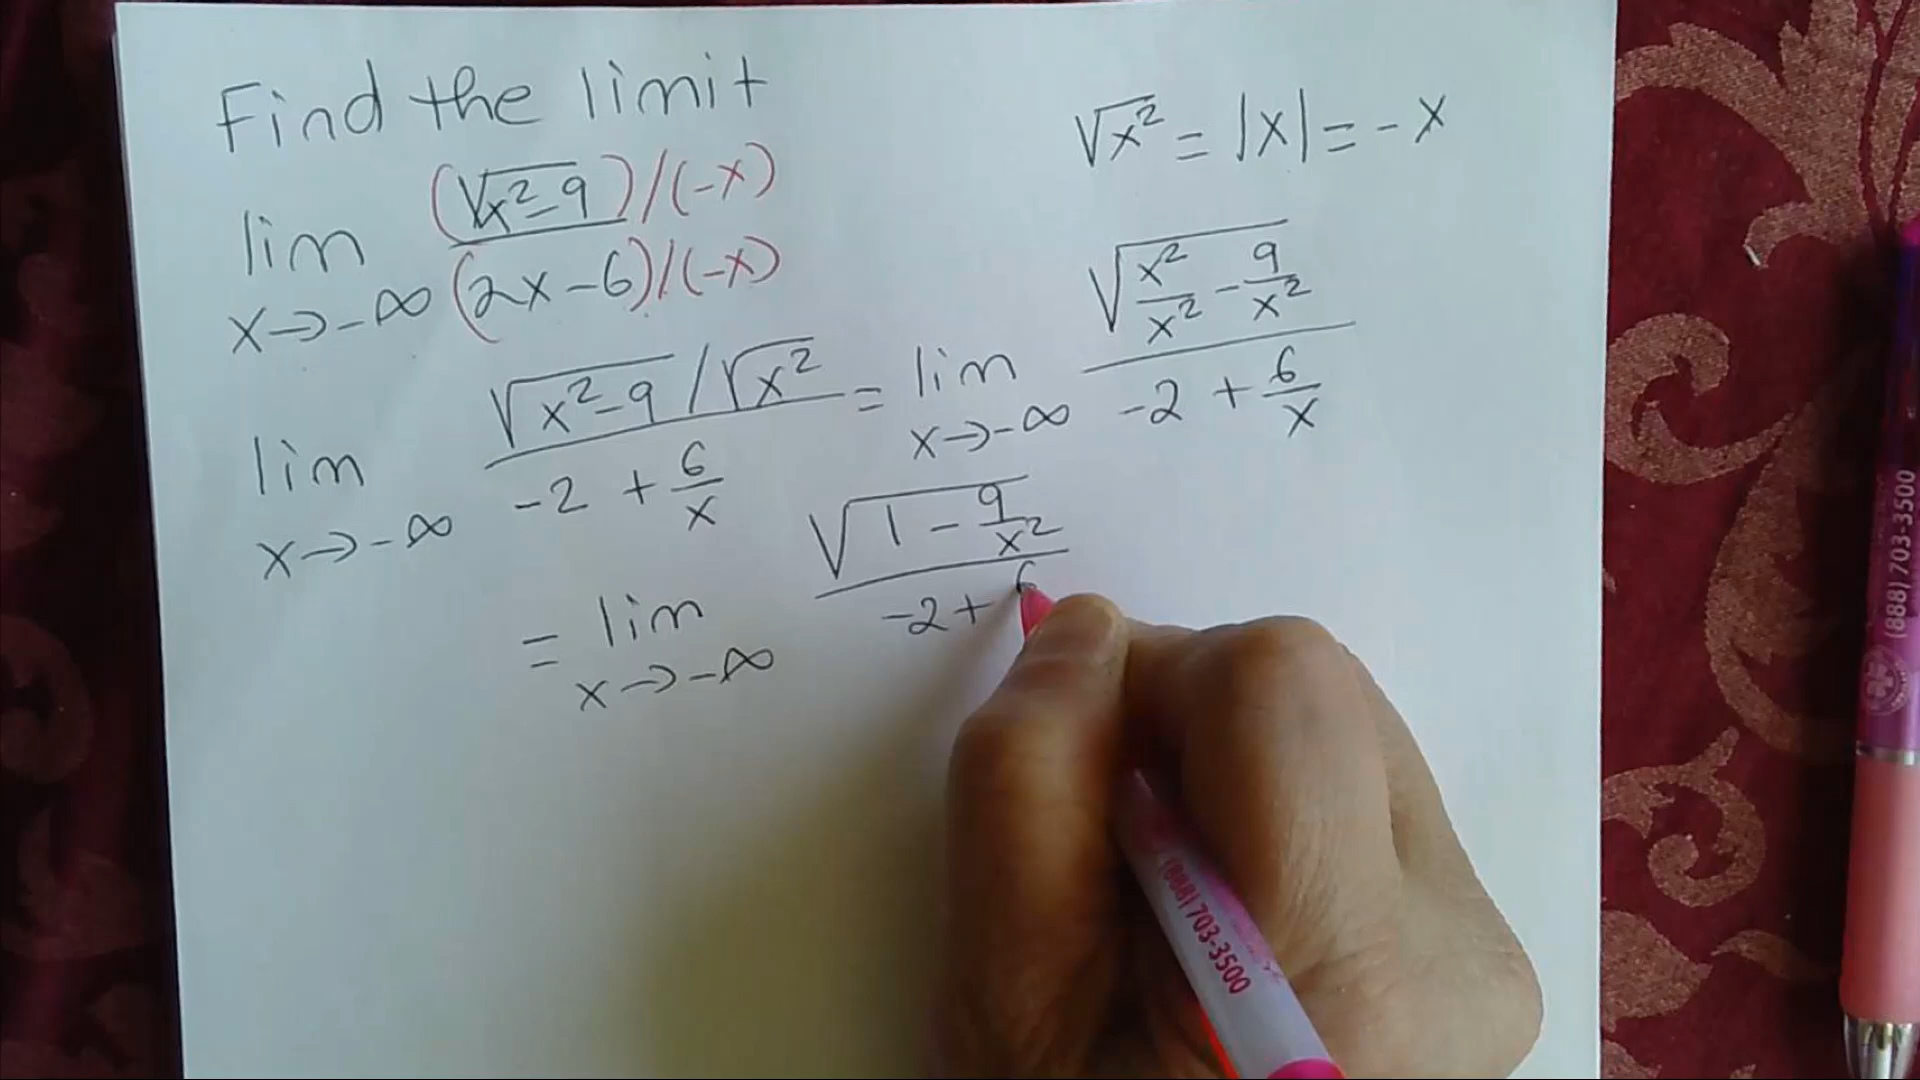 Find the limit
√x² = |x| = -x
lim x→-∞ (√x²-9)/(-x) / (2x-6)/(-x)
lim x→-∞ √x²-9 / √x² / -2 + 6/x = lim x→-∞ √x²/x² - 9/x² / -2 + 6/x
= lim x→-∞ √1 - 9/x² / -2 + 6
(888) 703-3500
(888) 703-3500